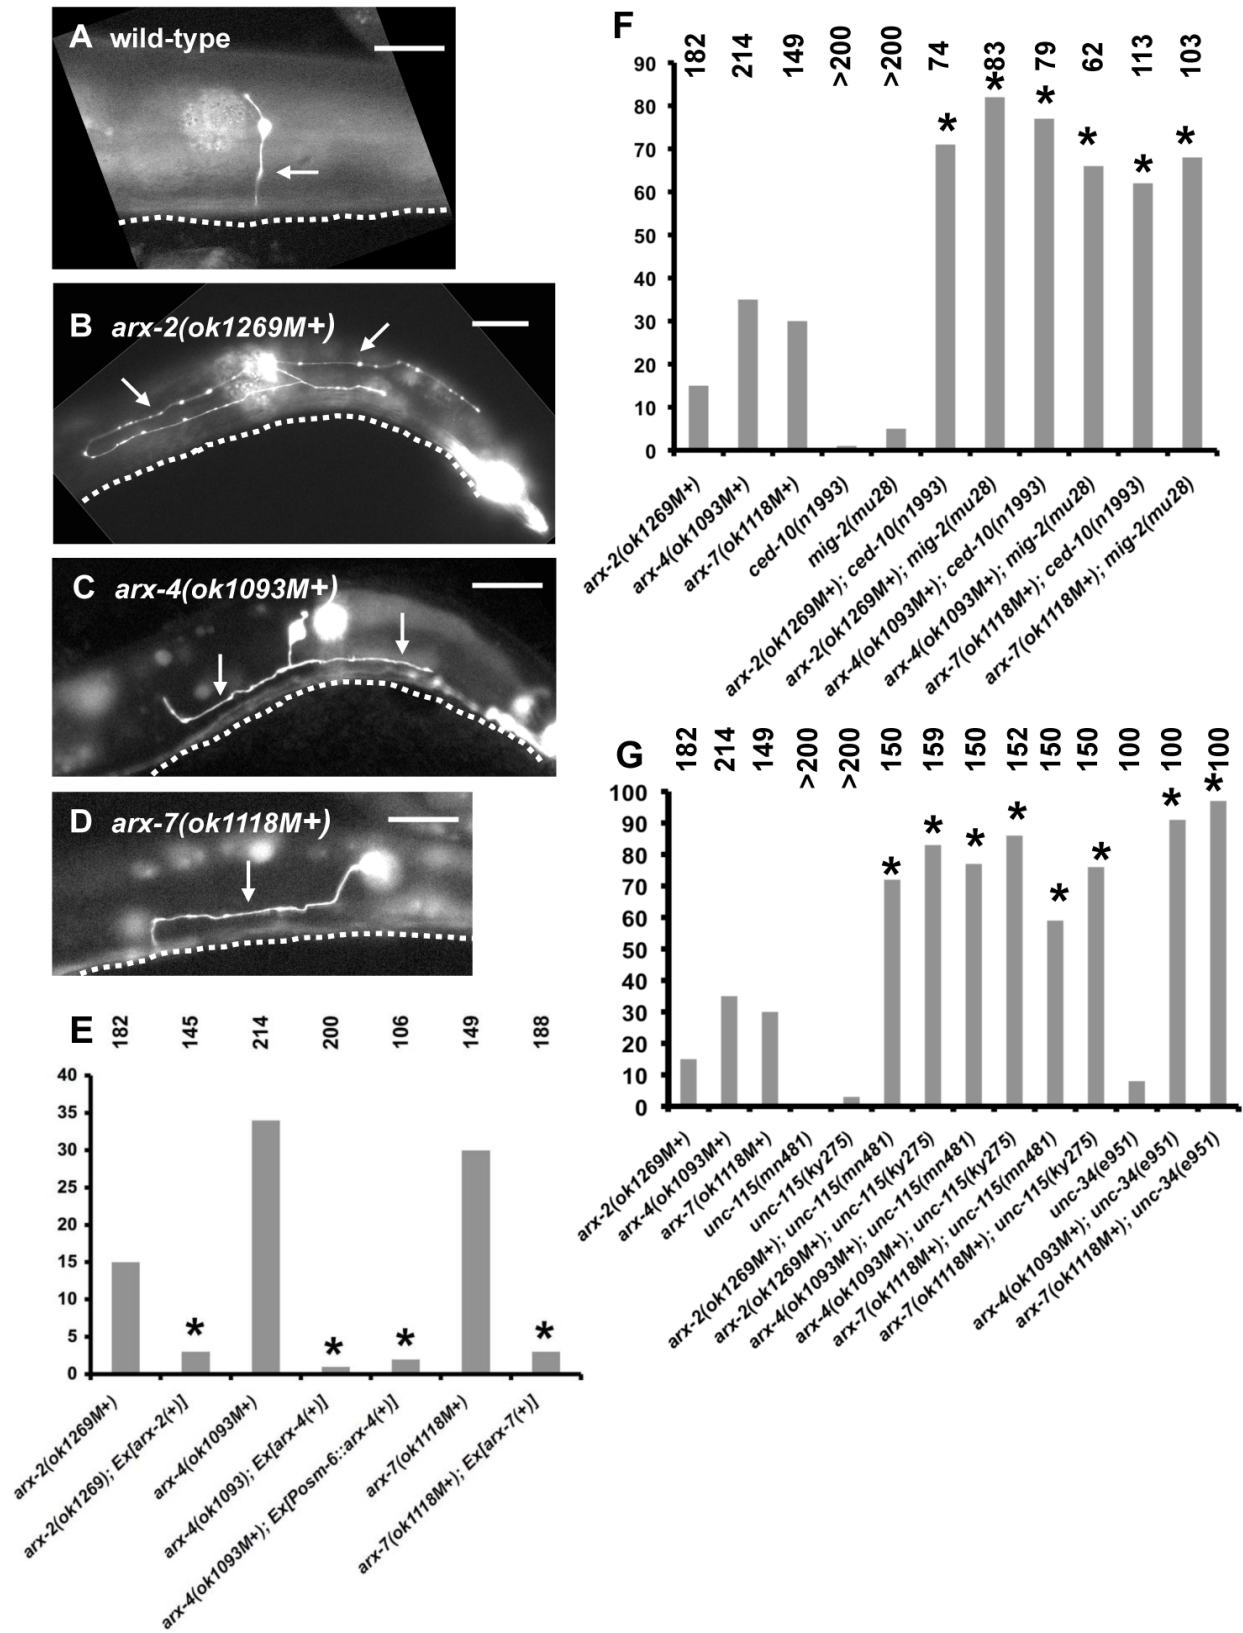 A wild-type
B arx-2(ok1269M+)
C arx-4(ok1093M+)
D arx-7(ok1118M+)
E
182 145 214 200 106 149 188
40
35
30
25
20
15
10
5
0
arx-2(ok1269M+)
arx-2(ok1269); Ex[arx-2(+)]
arx-4(ok1093M+)
arx-4(ok1093); Ex[arx-4(+)]
arx-4(ok1093M+); Ex[Posm-6::arx-4(+)]
arx-7(ok1118M+)
arx-7(ok1118M+); Ex[arx-7(+)]
* * * *
F
182 214 149 >200 >200 74 83 79 62 113 103
90
80
70
60
50
40
30
20
10
0
* * * * * *
arx-2(ok1269M+)
arx-4(ok1093M+)
arx-7(ok1118M+)
ced-10(n1993)
mig-2(mu28)
arx-2(ok1269M+); ced-10(n1993)
arx-2(ok1269M+); mig-2(mu28)
arx-4(ok1093M+); ced-10(n1993)
arx-4(ok1093M+); mig-2(mu28)
arx-7(ok1118M+); ced-10(n1993)
arx-7(ok1118M+); mig-2(mu28)
G
182 214 149 >200 >200 150 159 150 152 150 150 100 100 100
100
90
80
70
60
50
40
30
20
10
0
* * * * * * * *
arx-2(ok1269M+)
arx-4(ok1093M+)
arx-7(ok1118M+)
unc-115(mn481)
unc-115(ky275)
arx-2(ok1269M+); unc-115(mn481)
arx-2(ok1269M+); unc-115(ky275)
arx-4(ok1093M+); unc-115(mn481)
arx-4(ok1093M+); unc-115(ky275)
arx-7(ok1118M+); unc-115(mn481)
arx-7(ok1118M+); unc-115(ky275)
unc-34(e951)
arx-4(ok1093M+); unc-34(e951)
arx-7(ok1118M+); unc-34(e951)